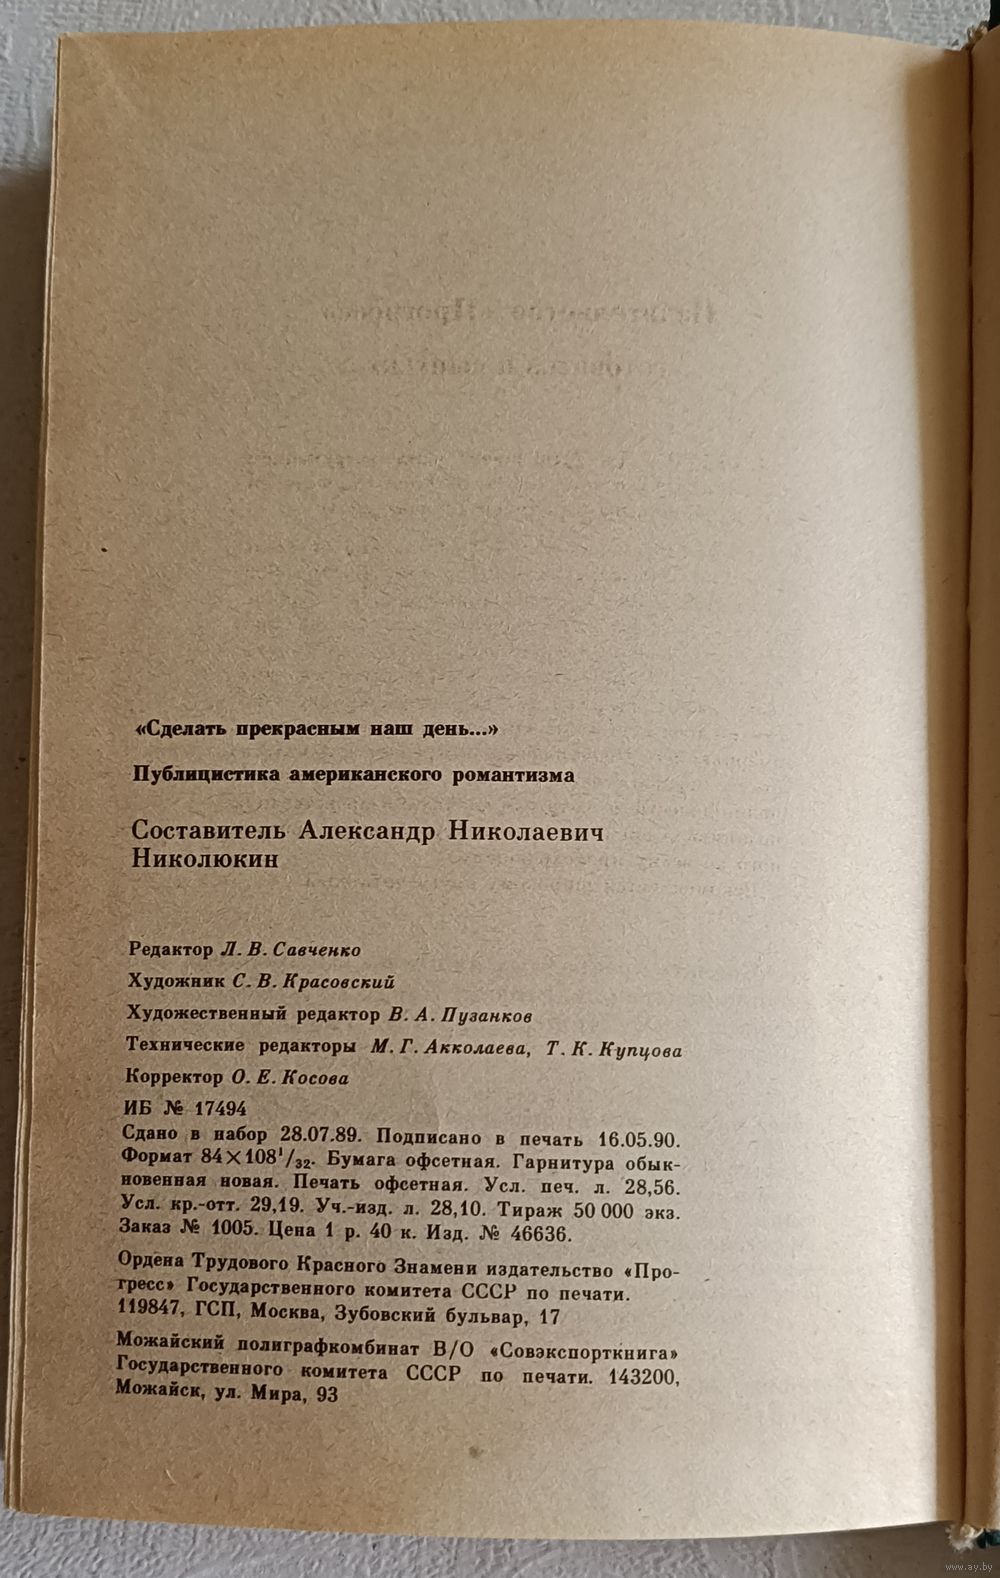 «Сделать прекрасным наш день...»
Публицистика американского романтизма
Составитель Александр Николаевич
Николюкин
Редактор Л. В. Савченко
Художник С. В. Красовский
Художественный редактор В. А. Пузанков
Технические редакторы М. Г. Акколаева, Т. К. Купцова
Корректор О. Е. Косова
ИБ № 17494
Сдано в набор 28.07.89. Подписано в печать 16.05.90.
Формат 84×108¹/₃₂. Бумага офсетная. Гарнитура обык-
новенная новая. Печать офсетная. Усл. печ. л. 28,56.
Усл. кр.-отт. 29,19. Уч.-изд. л. 28,10. Тираж 50 000 экз.
Заказ № 1005. Цена 1 р. 40 к. Изд. № 46636.
Ордена Трудового Красного Знамени издательство «Про-
гресс» Государственного комитета СССР по печати.
119847, ГСП, Москва, Зубовский бульвар, 17
Можайский полиграфкомбинат В/О «Совэкспорткнига»
Государственного комитета СССР по печати. 143200,
Можайск, ул. Мира, 93
www.ay.by